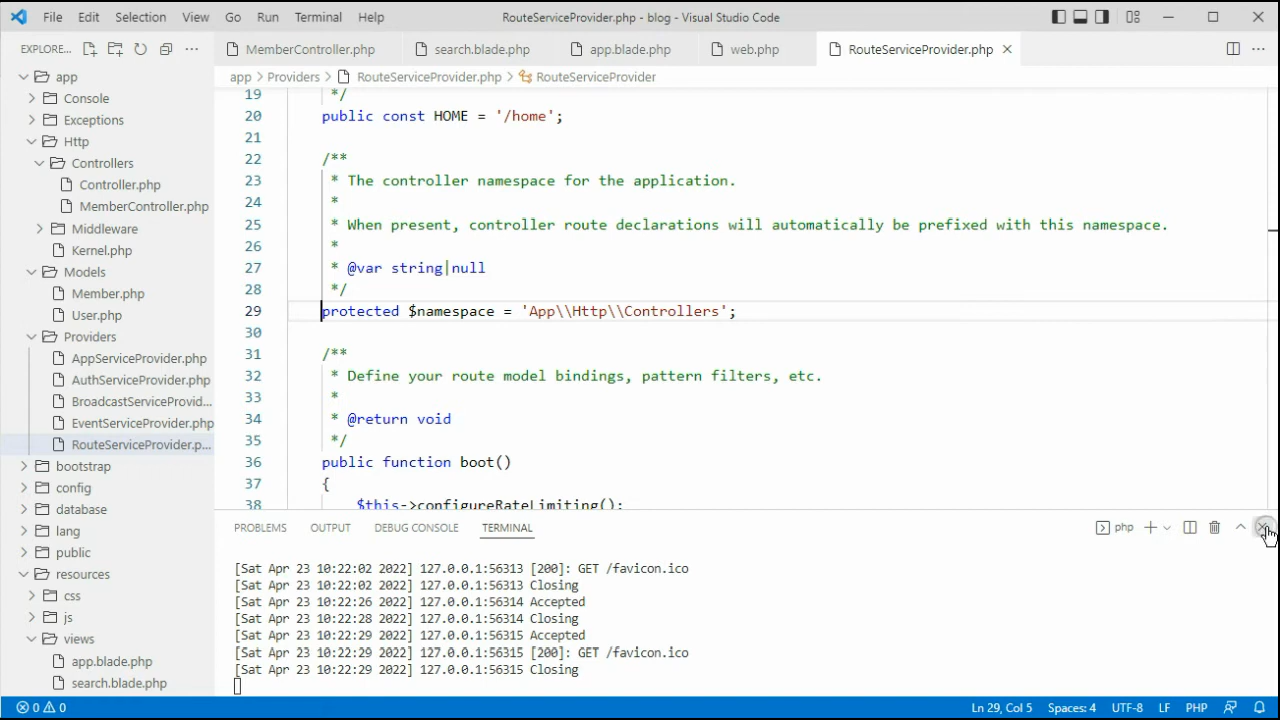 File Edit Selection View Go Run Terminal Help RouteServiceProvider.php - blog - Visual Studio Code
EXPLORE... MemberController.php search.blade.php app.blade.php web.php RouteServiceProvider.php
app > Providers > RouteServiceProvider.php > RouteServiceProvider
app
Console
Exceptions
Http
Controllers
Controller.php
MemberController.php
Middleware
Kernel.php
Models
Member.php
User.php
Providers
AppServiceProvider.php
AuthServiceProvider.php
BroadcastServiceProvid...
EventServiceProvider.php
RouteServiceProvider.p...
bootstrap
config
database
lang
public
resources
css
js
views
app.blade.php
search.blade.php
19 */
20 public const HOME = '/home';
21
22 /**
23 * The controller namespace for the application.
24 *
25 * When present, controller route declarations will automatically be prefixed with this namespace.
26 *
27 * @var string|null
28 */
29 protected $namespace = 'App\\Http\\Controllers';
30
31 /**
32 * Define your route model bindings, pattern filters, etc.
33 *
34 * @return void
35 */
36 public function boot()
37 {
38 $this->configureRateLimiting();
PROBLEMS OUTPUT DEBUG CONSOLE TERMINAL php
[Sat Apr 23 10:22:02 2022] 127.0.0.1:56313 [200]: GET /favicon.ico
[Sat Apr 23 10:22:02 2022] 127.0.0.1:56313 Closing
[Sat Apr 23 10:22:26 2022] 127.0.0.1:56314 Accepted
[Sat Apr 23 10:22:28 2022] 127.0.0.1:56314 Closing
[Sat Apr 23 10:22:29 2022] 127.0.0.1:56315 Accepted
[Sat Apr 23 10:22:29 2022] 127.0.0.1:56315 [200]: GET /favicon.ico
[Sat Apr 23 10:22:29 2022] 127.0.0.1:56315 Closing
0 0 Ln 29, Col 5 Spaces: 4 UTF-8 LF PHP